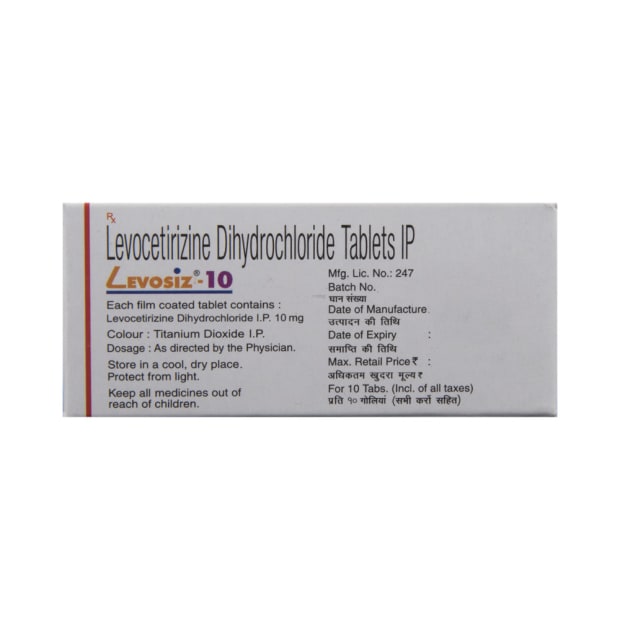 Rx
Levocetirizine Dihydrochloride Tablets IP
LEVOSIZ®-10
Each film coated tablet contains :
Levocetirizine Dihydrochloride I.P. 10 mg
Colour : Titanium Dioxide I.P.
Dosage : As directed by the Physician.
Store in a cool, dry place.
Protect from light.
Keep all medicines out of
reach of children.
Mfg. Lic. No.: 247
Batch No.
घान संख्या
Date of Manufacture
उत्पादन की तिथि
Date of Expiry :
समाप्ति की तिथि
Max. Retail Price ₹ :
अधिकतम खुदरा मूल्य ₹
For 10 Tabs. (Incl. of all taxes)
प्रति १० गोलियां (सभी करों सहित)